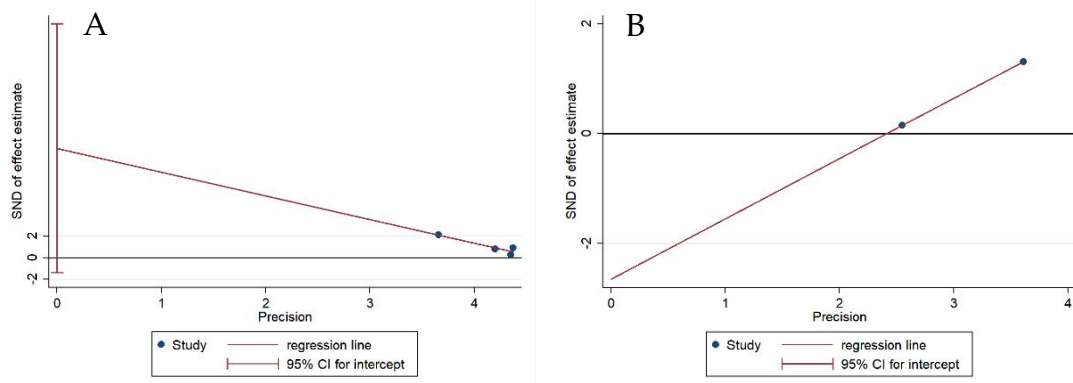 A
SND of effect estimate
2
0
-2
0 1 2 3 4
Precision
Study regression line
95% CI for intercept
B
SND of effect estimate
2
0
-2
0 1 2 3 4
Precision
Study regression line
95% CI for intercept